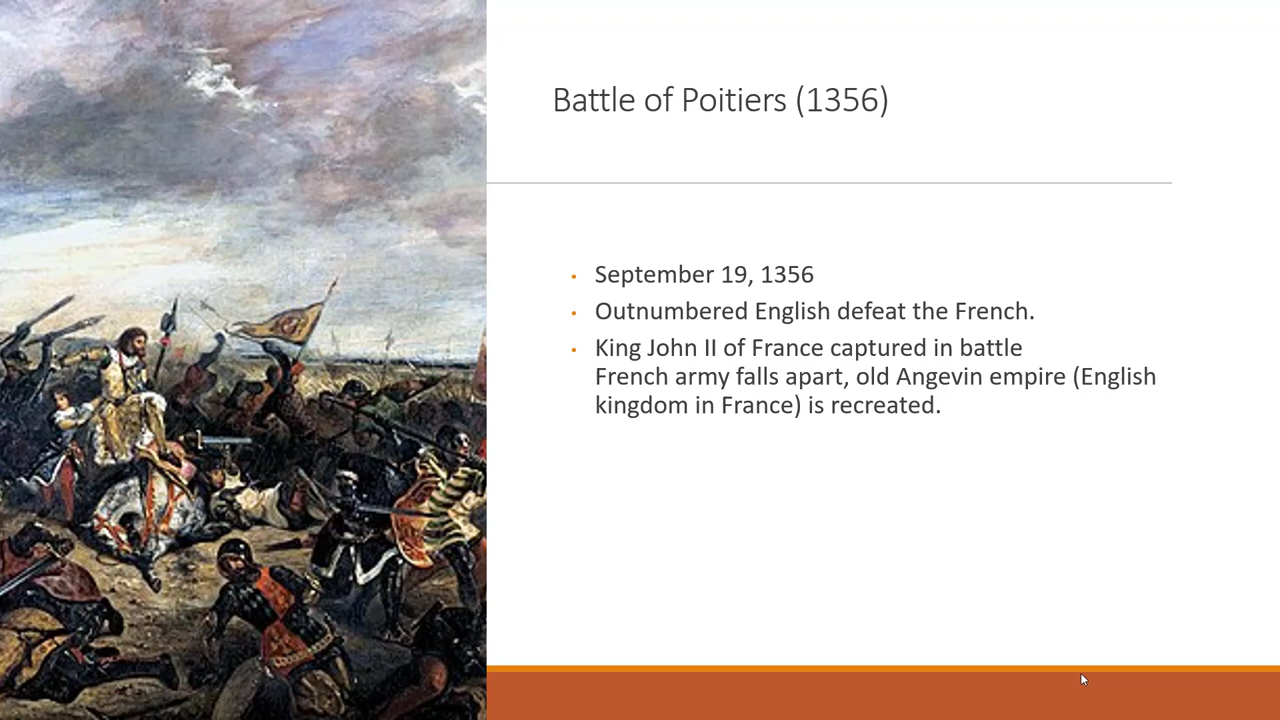 Battle of Poitiers (1356)
• September 19, 1356
• Outnumbered English defeat the French.
• King John II of France captured in battle
French army falls apart, old Angevin empire (English
kingdom in France) is recreated.